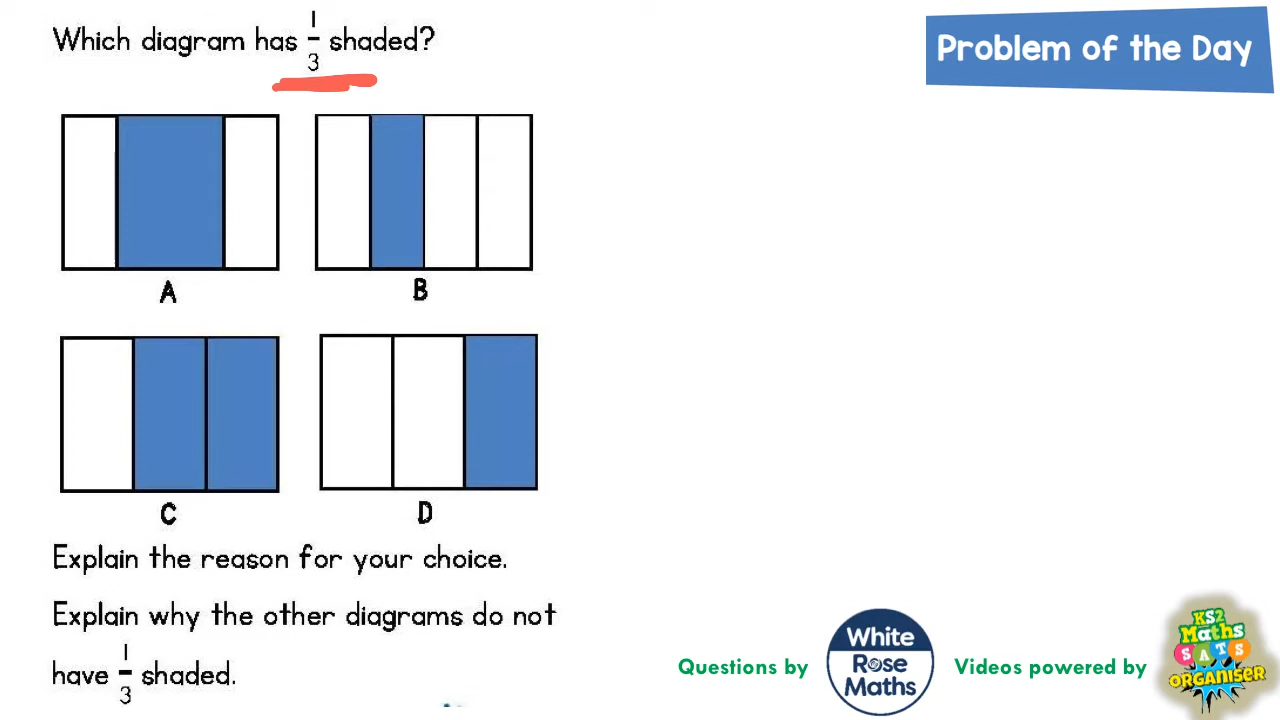 Which diagram has 1/3 shaded?
Problem of the Day
A
B
C
D
Explain the reason for your choice.
Explain why the other diagrams do not
have 1/3 shaded.
Questions by
White
Rose
Maths
Videos powered by
KS2
Maths
SATS
ORGANISER